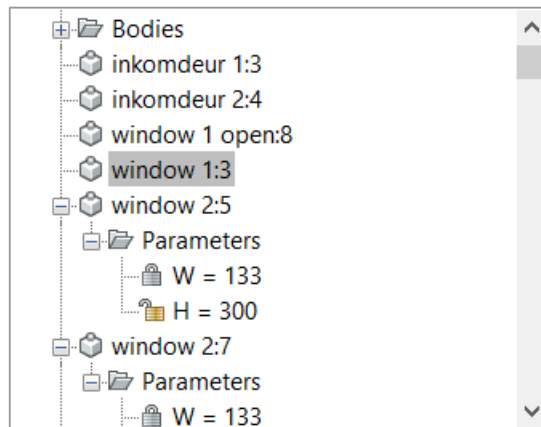 Bodies
inkomdeur 1:3
inkomdeur 2:4
window 1 open:8
window 1:3
window 2:5
Parameters
W = 133
H = 300
window 2:7
Parameters
W = 133